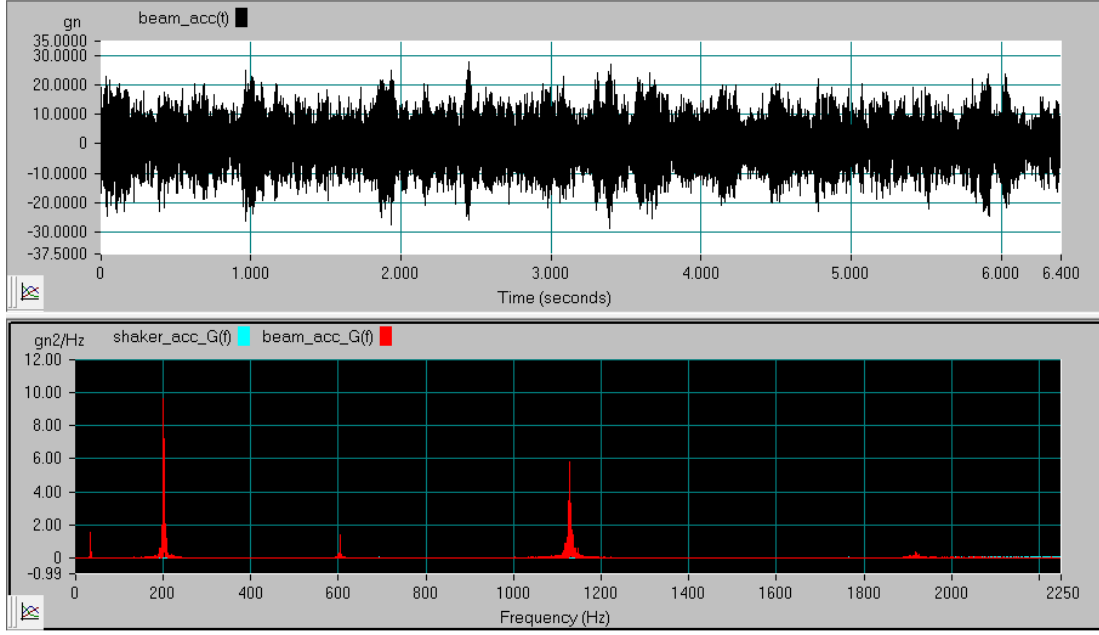 gn beam_acc(t)
35.0000
30.0000
20.0000
10.0000
0
-10.0000
-20.0000
-30.0000
-37.5000
0 1.000 2.000 3.000 4.000 5.000 6.000 6.400
Time (seconds)
gn2/Hz shaker_acc_G(f) beam_acc_G(f)
12.00
10.00
8.00
6.00
4.00
2.00
0
-0.99
0 200 400 600 800 1000 1200 1400 1600 1800 2000 2250
Frequency (Hz)